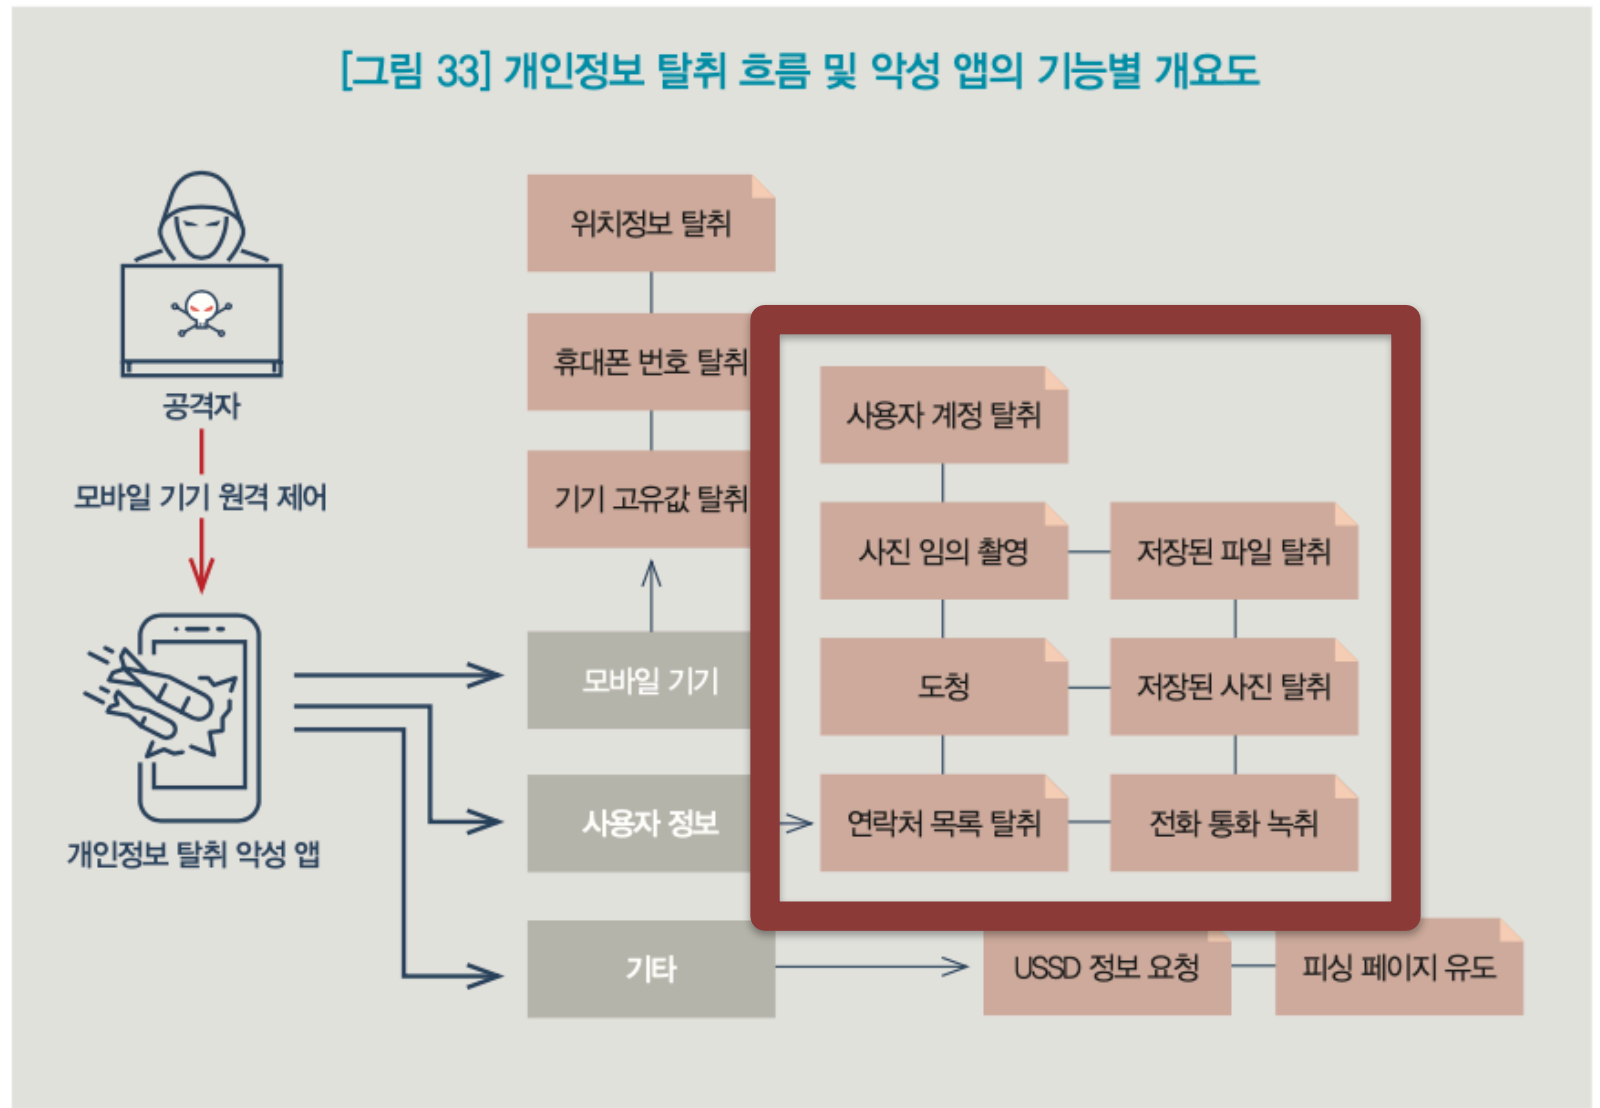 [그림 33] 개인정보 탈취 흐름 및 악성 앱의 기능별 개요도
공격자
모바일 기기 원격 제어
개인정보 탈취 악성 앱
위치정보 탈취
휴대폰 번호 탈취
기기 고유값 탈취
모바일 기기
사용자 정보
기타
사용자 계정 탈취
사진 임의 촬영
저장된 파일 탈취
도청
저장된 사진 탈취
연락처 목록 탈취
전화 통화 녹취
USSD 정보 요청
피싱 페이지 유도